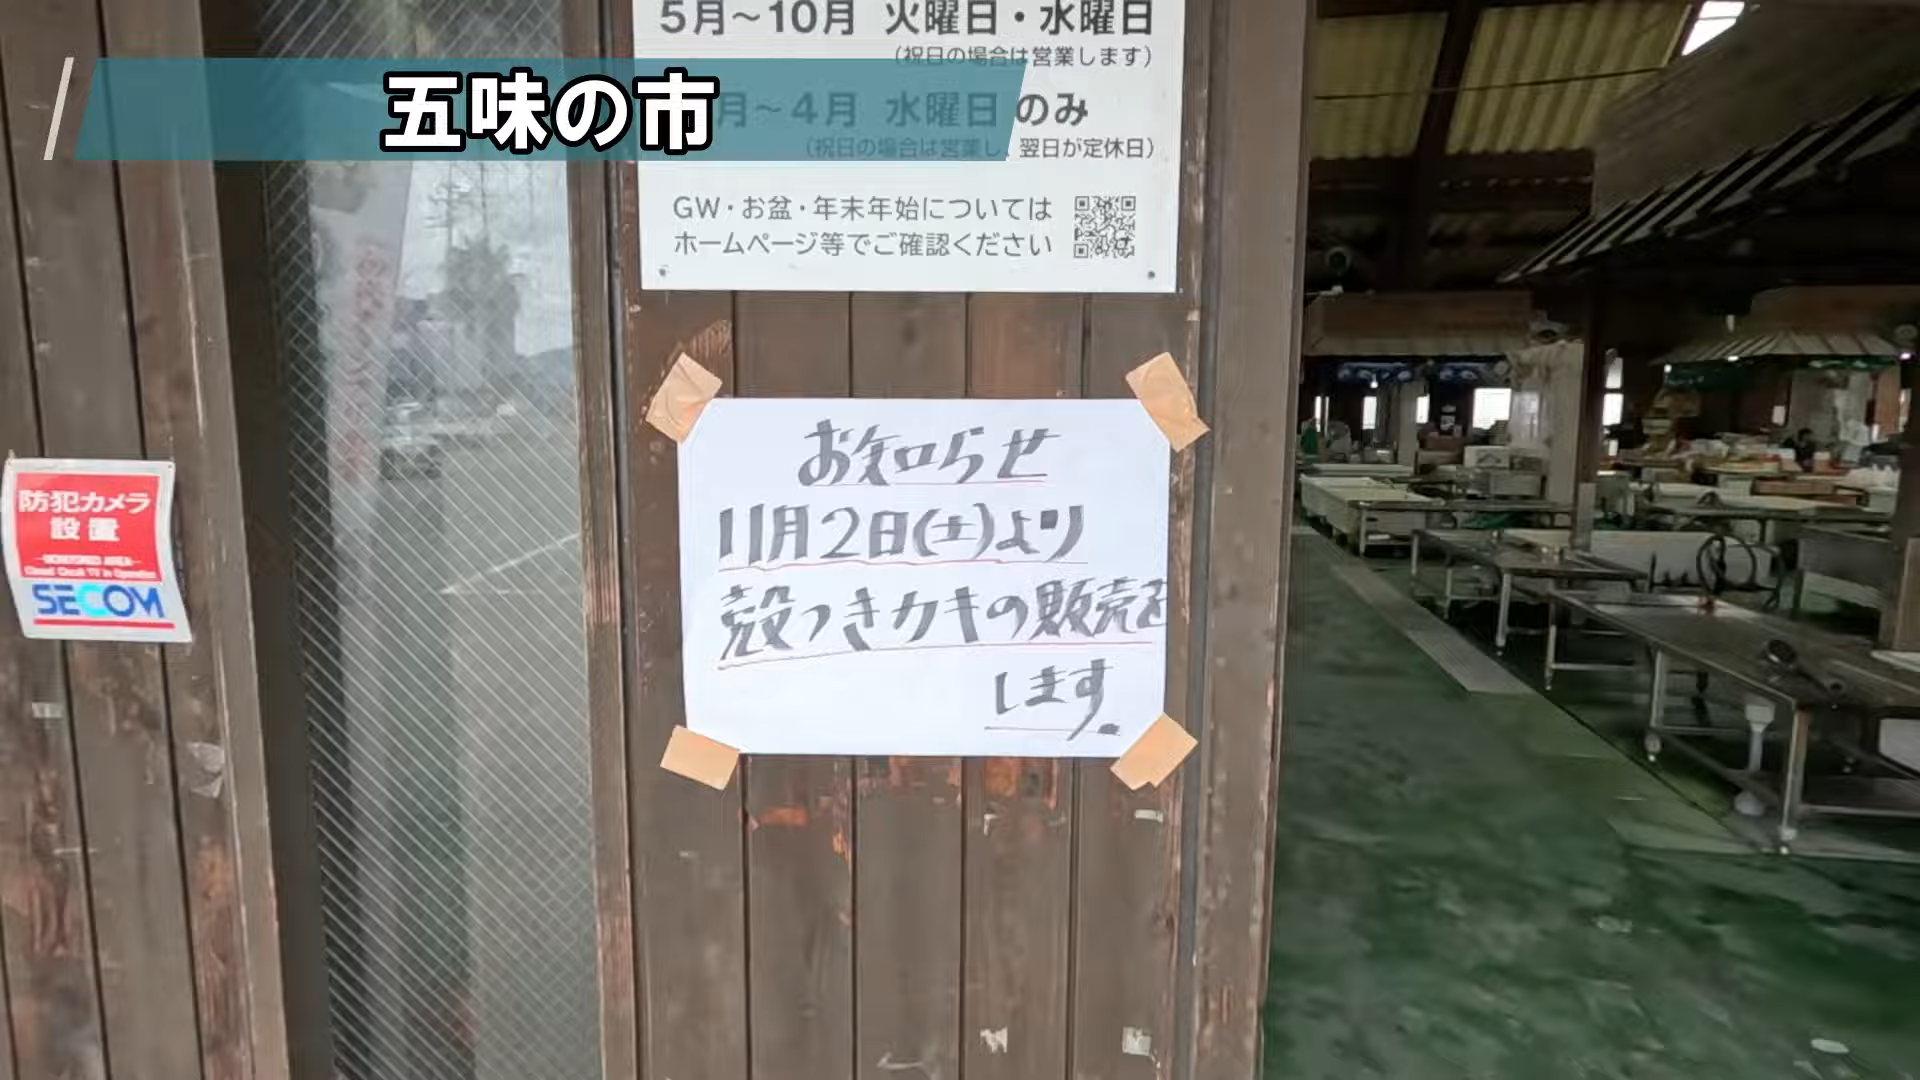 五味の市
5月～10月 火曜日・水曜日
(祝日の場合は営業します)
月～4月 水曜日のみ
(祝日の場合は営業し、翌日が定休日)
GW・お盆・年末年始については
ホームページ等でご確認ください
お知らせ
11月2日(土)より
殻つきカキの販売を
します.
防犯カメラ
設置
SECOM